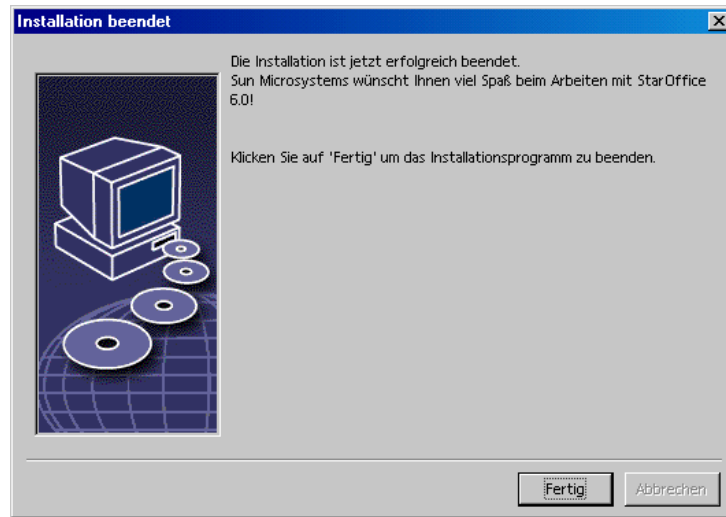 Installation beendet
Die Installation ist jetzt erfolgreich beendet.
Sun Microsystems wünscht Ihnen viel Spaß beim Arbeiten mit StarOffice
6.0!
Klicken Sie auf 'Fertig' um das Installationsprogramm zu beenden.
Fertig
Abbrechen